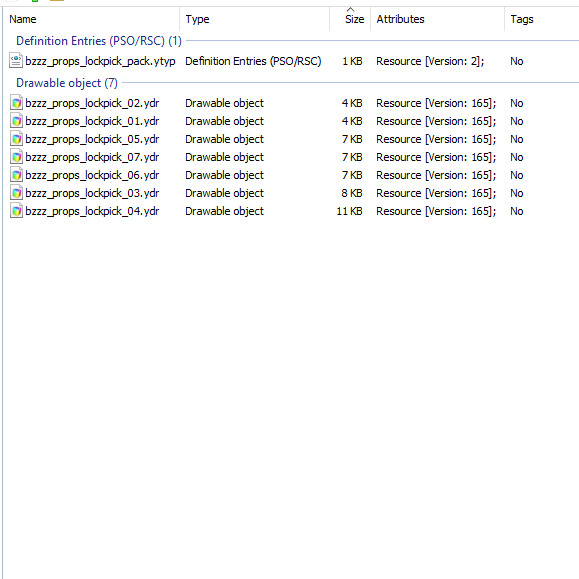 Name Type Size Attributes Tags
Definition Entries (PSO/RSC) (1)
bzzz_props_lockpick_pack.ytyp Definition Entries (PSO/RSC) 1 KB Resource [Version: 2]; No
Drawable object (7)
bzzz_props_lockpick_02.ydr Drawable object 4 KB Resource [Version: 165]; No
bzzz_props_lockpick_01.ydr Drawable object 4 KB Resource [Version: 165]; No
bzzz_props_lockpick_05.ydr Drawable object 7 KB Resource [Version: 165]; No
bzzz_props_lockpick_07.ydr Drawable object 7 KB Resource [Version: 165]; No
bzzz_props_lockpick_06.ydr Drawable object 7 KB Resource [Version: 165]; No
bzzz_props_lockpick_03.ydr Drawable object 8 KB Resource [Version: 165]; No
bzzz_props_lockpick_04.ydr Drawable object 11 KB Resource [Version: 165]; No